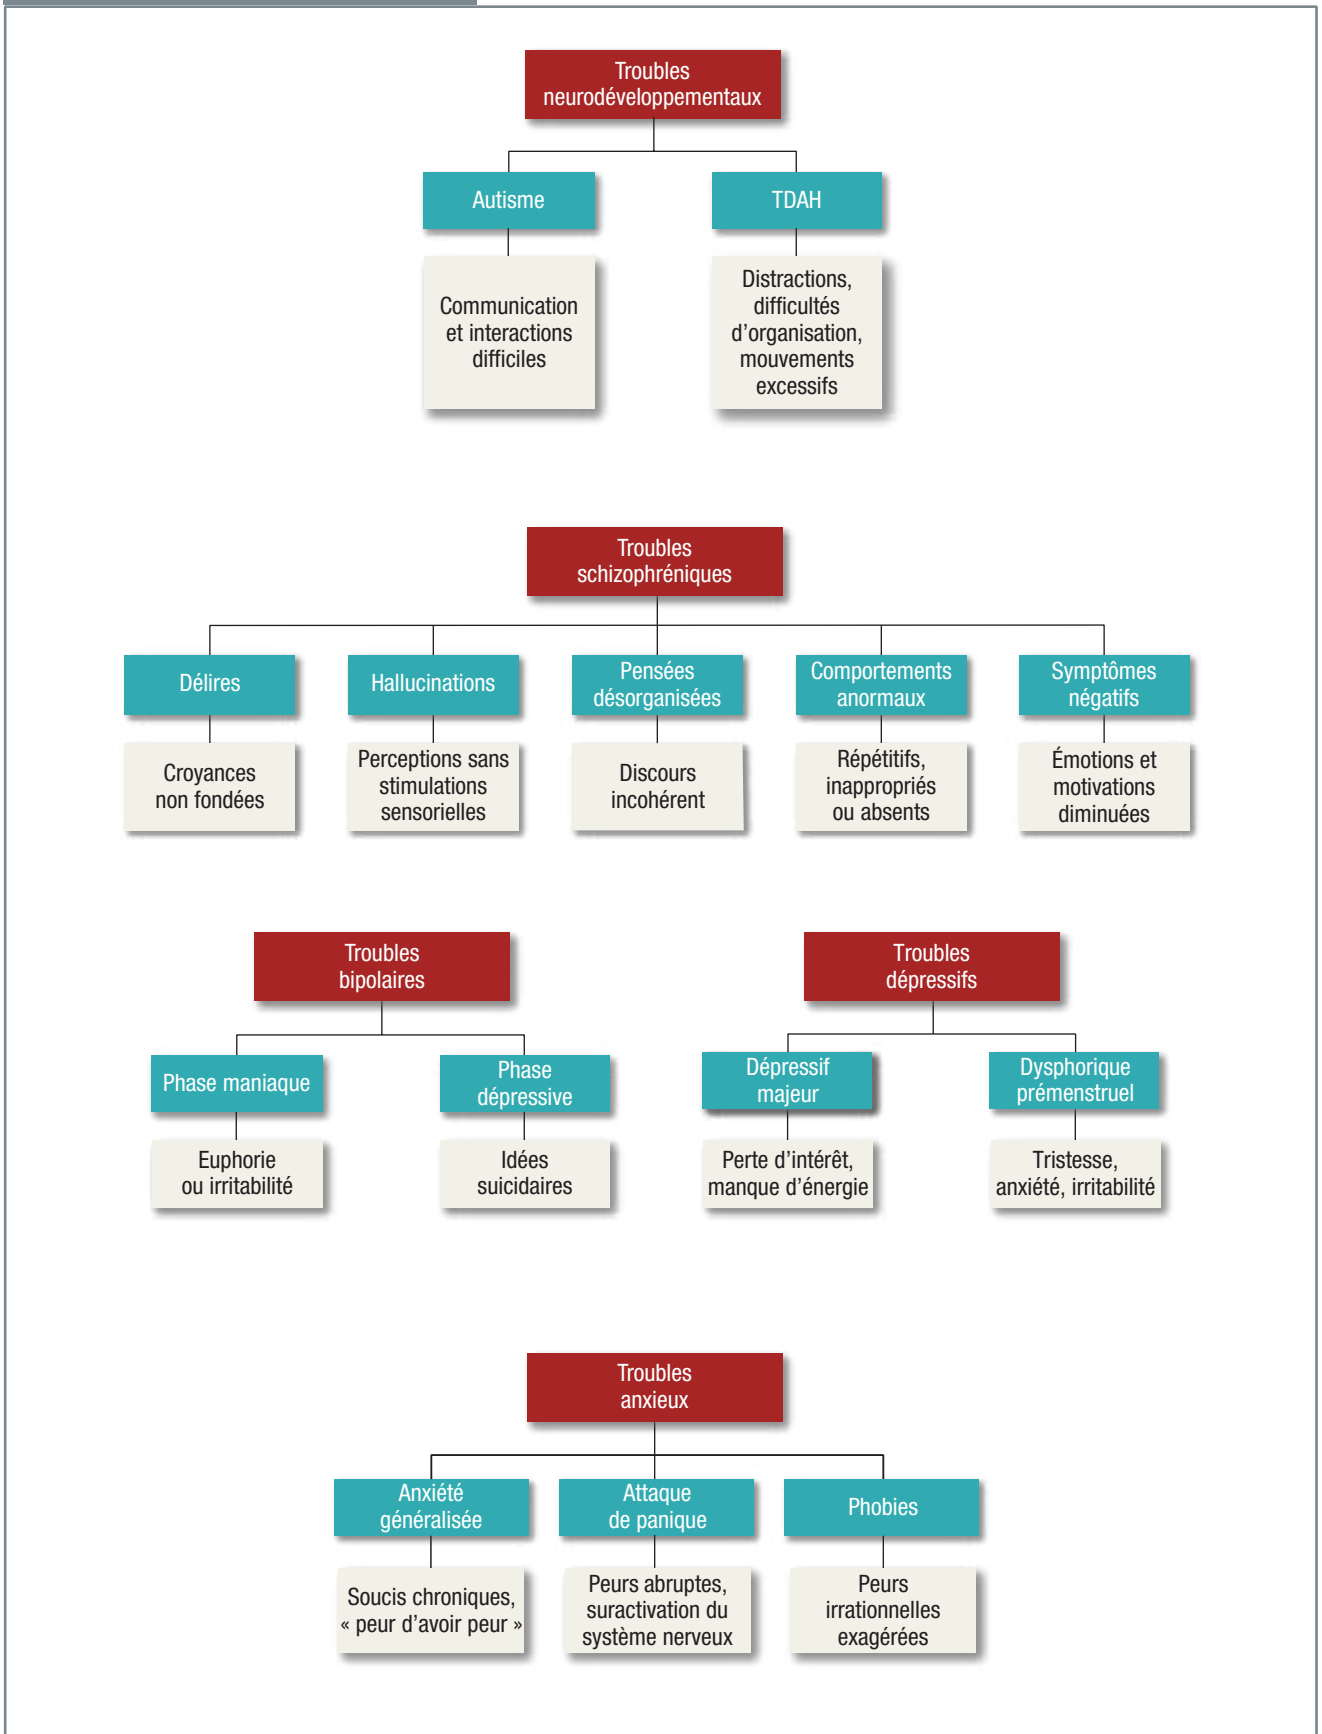 Troubles
neurodéveloppementaux
Autisme
TDAH
Communication
et interactions
difficiles
Distractions,
difficultés
d'organisation,
mouvements
excessifs
Troubles
schizophréniques
Délires
Hallucinations
Pensées
désorganisées
Comportements
anormaux
Symptômes
négatifs
Croyances
non fondées
Perceptions sans
stimulations
sensorielles
Discours
incohérent
Répétitifs,
inappropriés
ou absents
Émotions et
motivations
diminuées
Troubles
bipolaires
Phase maniaque
Phase
dépressive
Euphorie
ou irritabilité
Idées
suicidaires
Troubles
dépressifs
Dépressif
majeur
Dysphorique
prémenstruel
Perte d'intérêt,
manque d'énergie
Tristesse,
anxiété, irritabilité
Troubles
anxieux
Anxiété
généralisée
Attaque
de panique
Phobies
Soucis chroniques,
« peur d'avoir peur »
Peurs abruptes,
suractivation du
système nerveux
Peurs
irrationnelles
exagérées